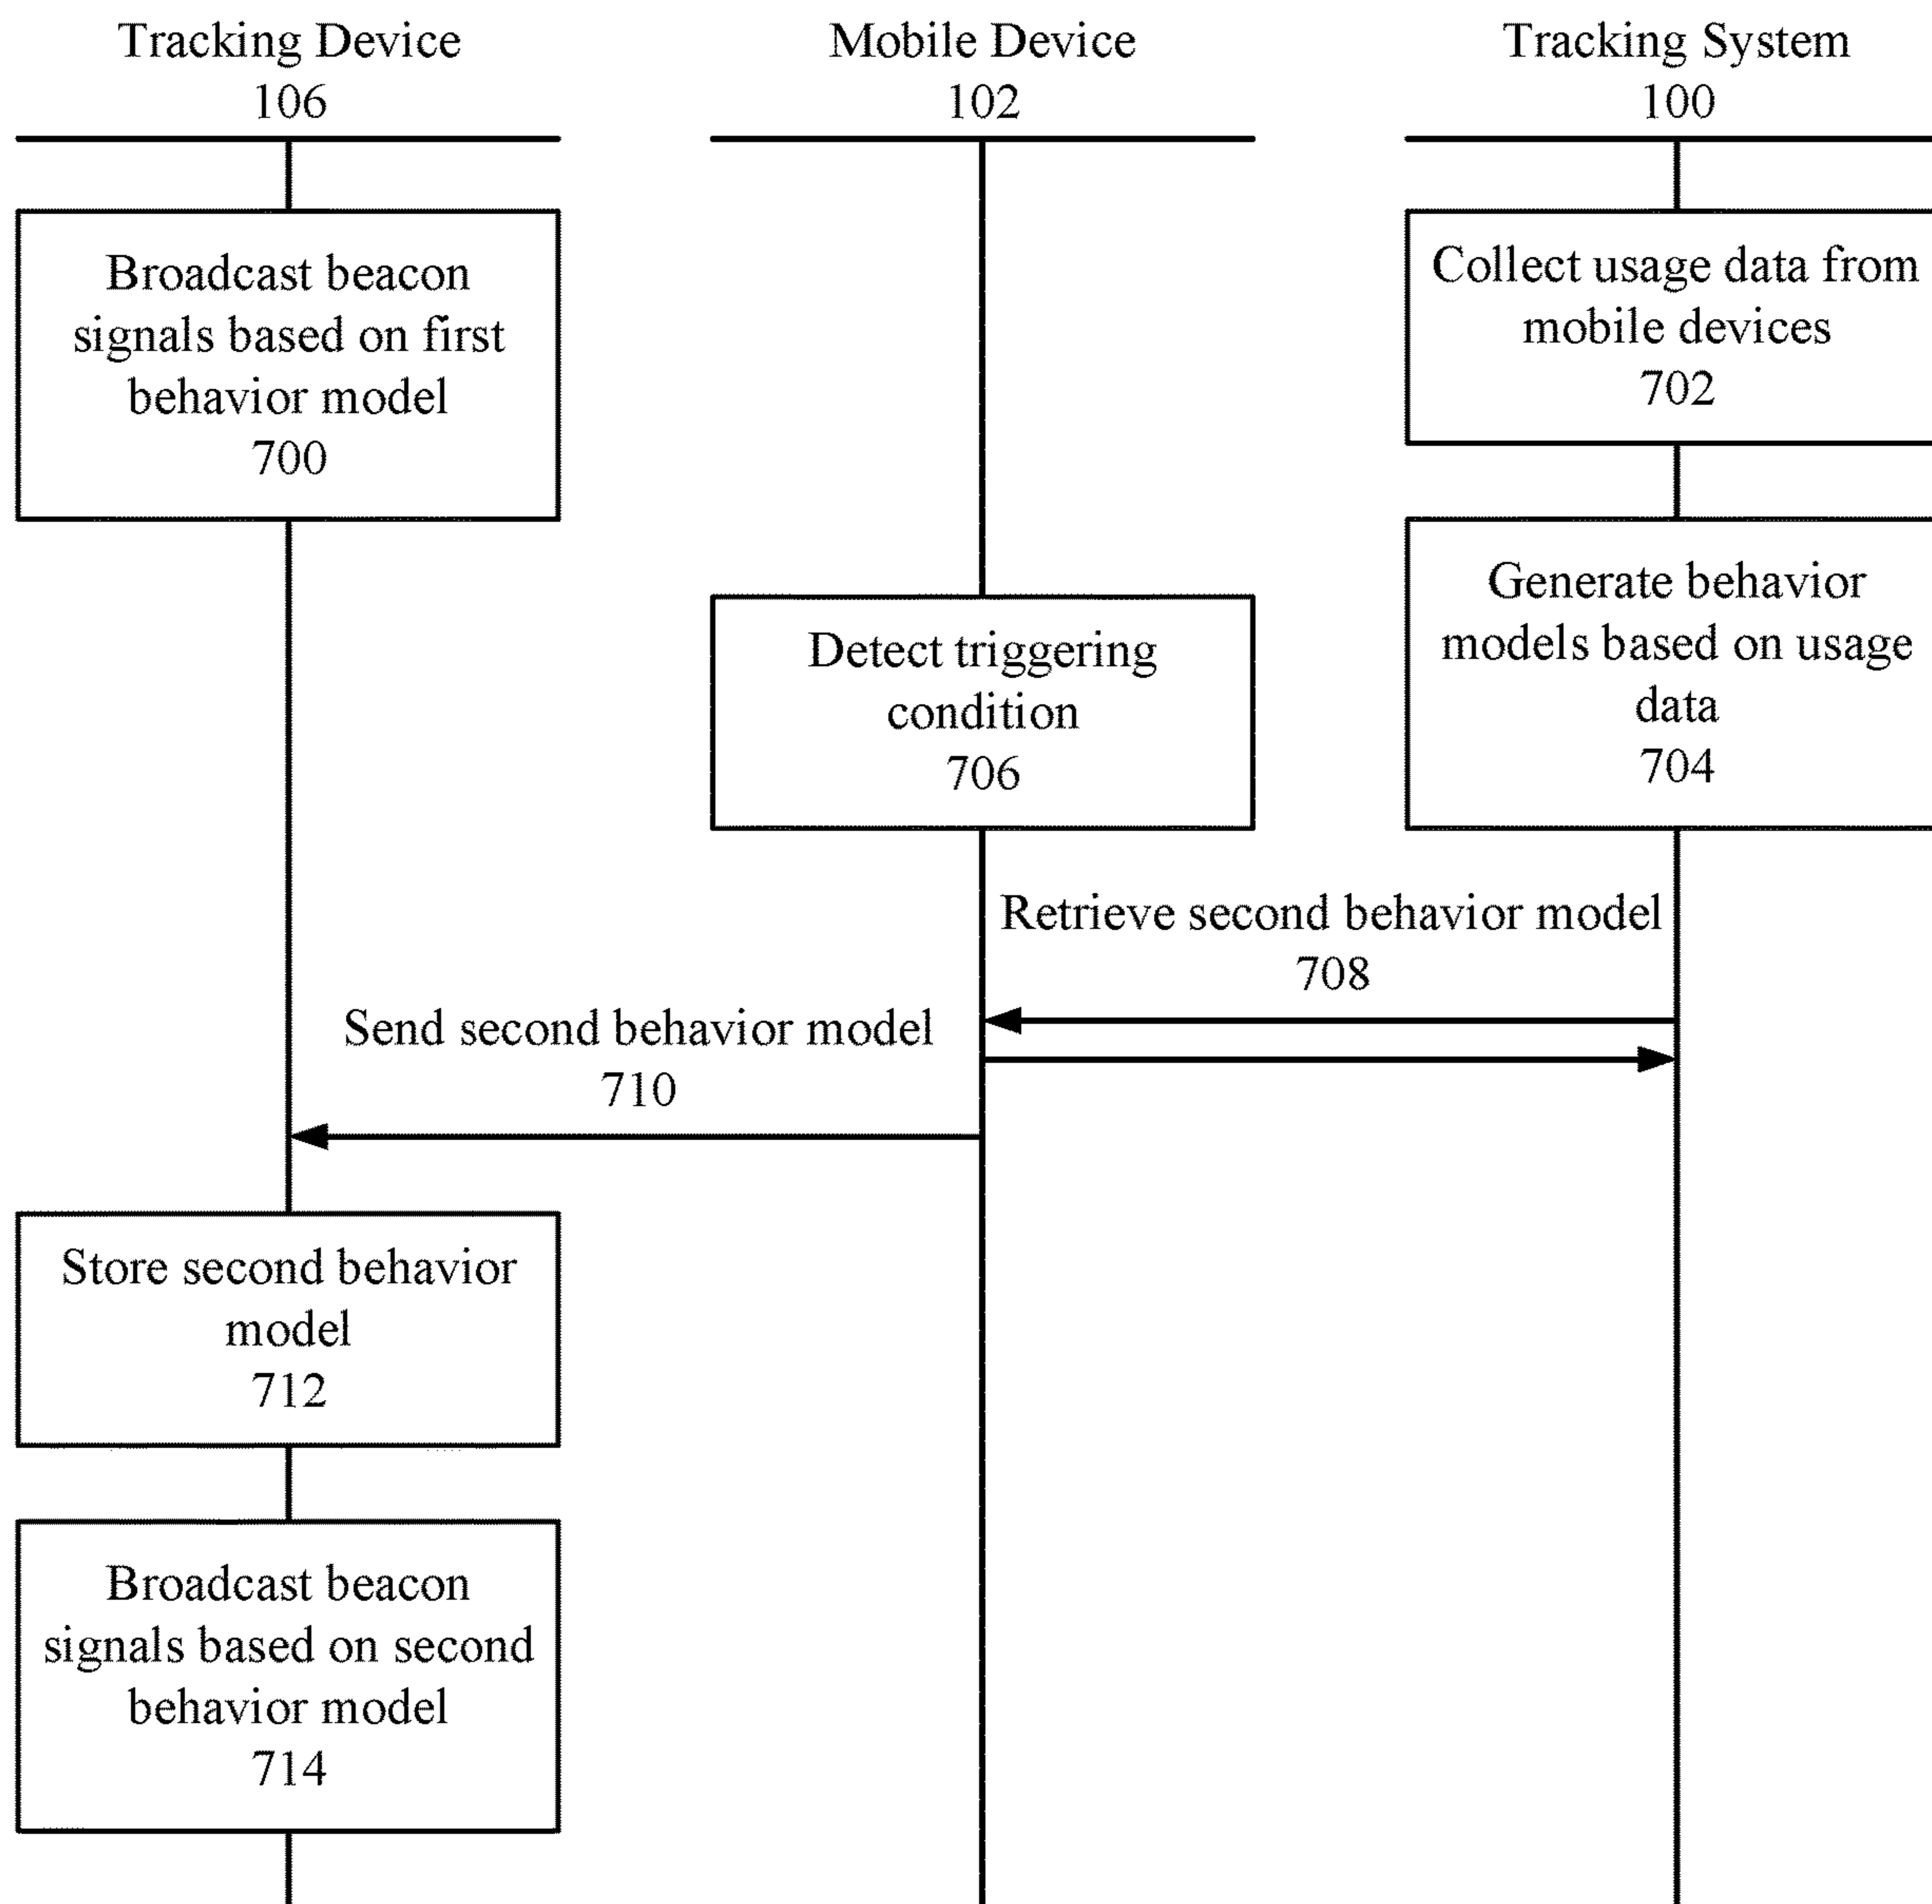 Tracking Device
106
Mobile Device
102
Tracking System
100
Broadcast beacon
signals based on first
behavior model
700
Collect usage data from
mobile devices
702
Generate behavior
models based on usage
data
704
Detect triggering
condition
706
Retrieve second behavior model
708
Send second behavior model
710
Store second behavior
model
712
Broadcast beacon
signals based on second
behavior model
714